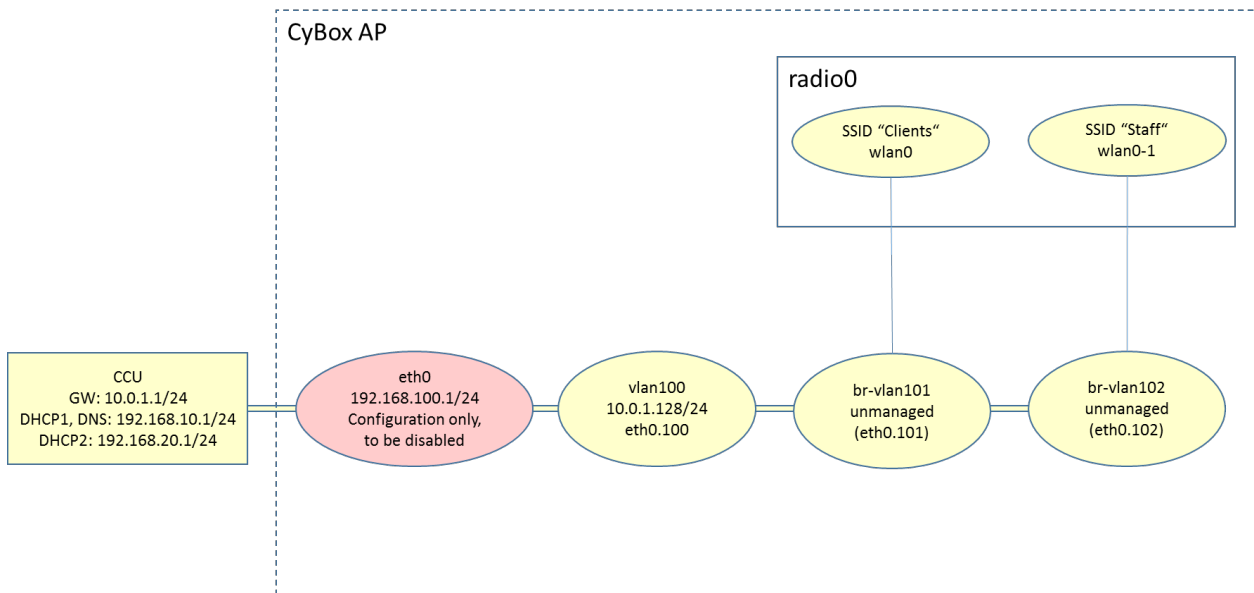 CyBox AP
radio0
SSID “Clients“
wlan0
SSID “Staff“
wlan0-1
CCU
GW: 10.0.1.1/24
DHCP1, DNS: 192.168.10.1/24
DHCP2: 192.168.20.1/24
eth0
192.168.100.1/24
Configuration only,
to be disabled
vlan100
10.0.1.128/24
eth0.100
br-vlan101
unmanaged
(eth0.101)
br-vlan102
unmanaged
(eth0.102)